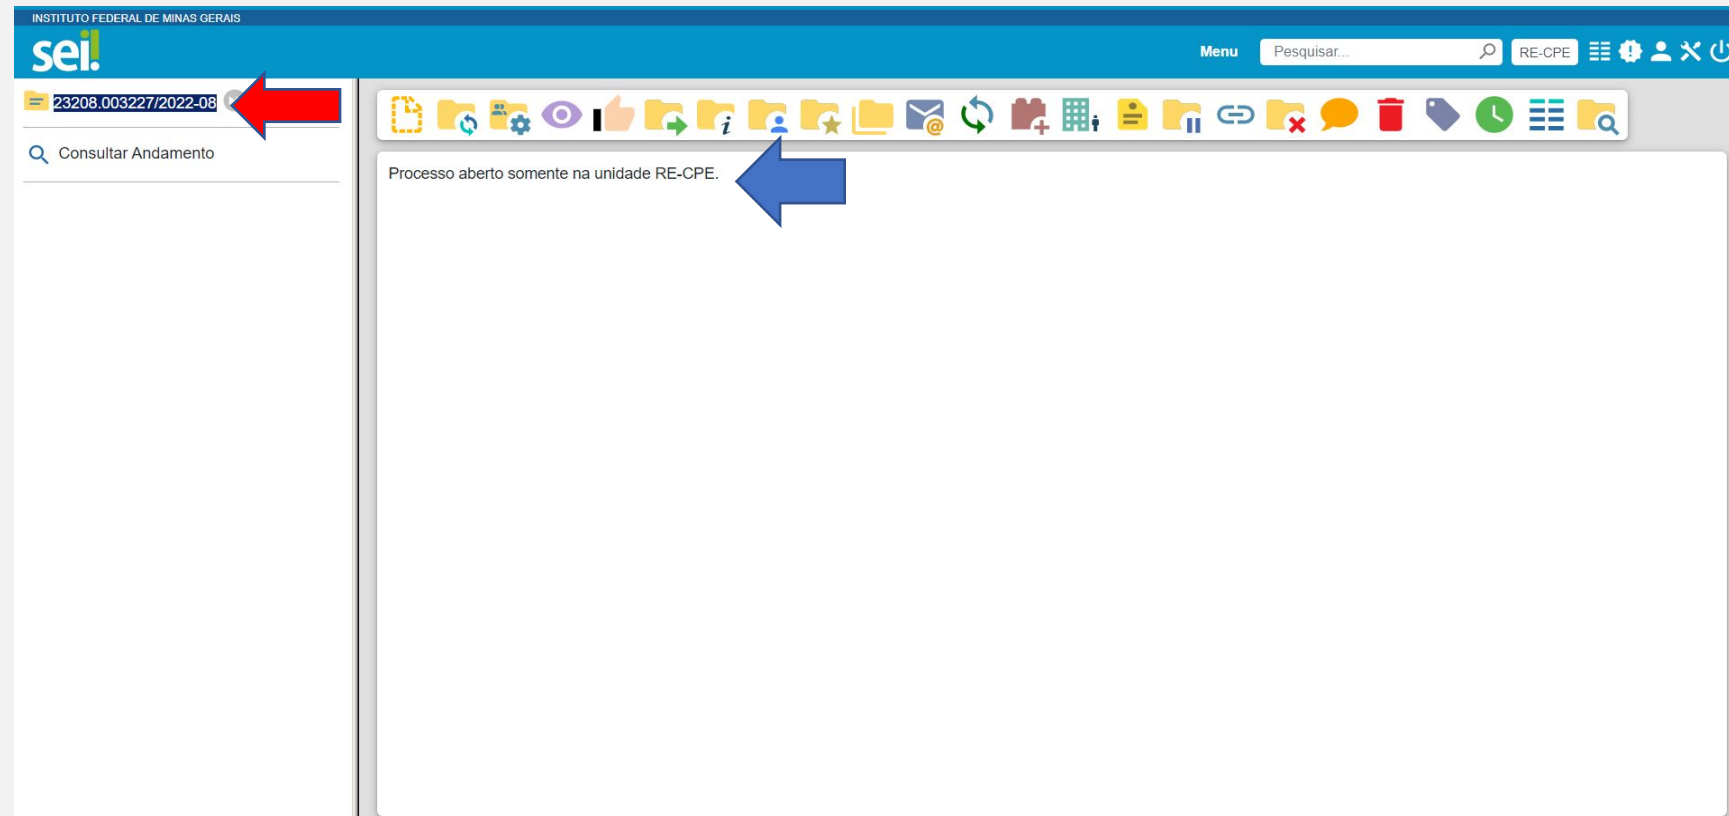 INSTITUTO FEDERAL DE MINAS GERAIS
sei!
Menu
Pesquisar...
RE-CPE
23208.003227/2022-08
Consultar Andamento
Processo aberto somente na unidade RE-CPE.